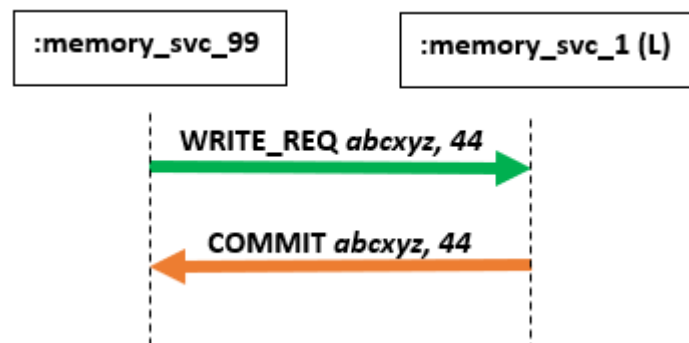 :memory_svc_99
:memory_svc_1 (L)
WRITE_REQ abcxyz, 44
COMMIT abcxyz, 44